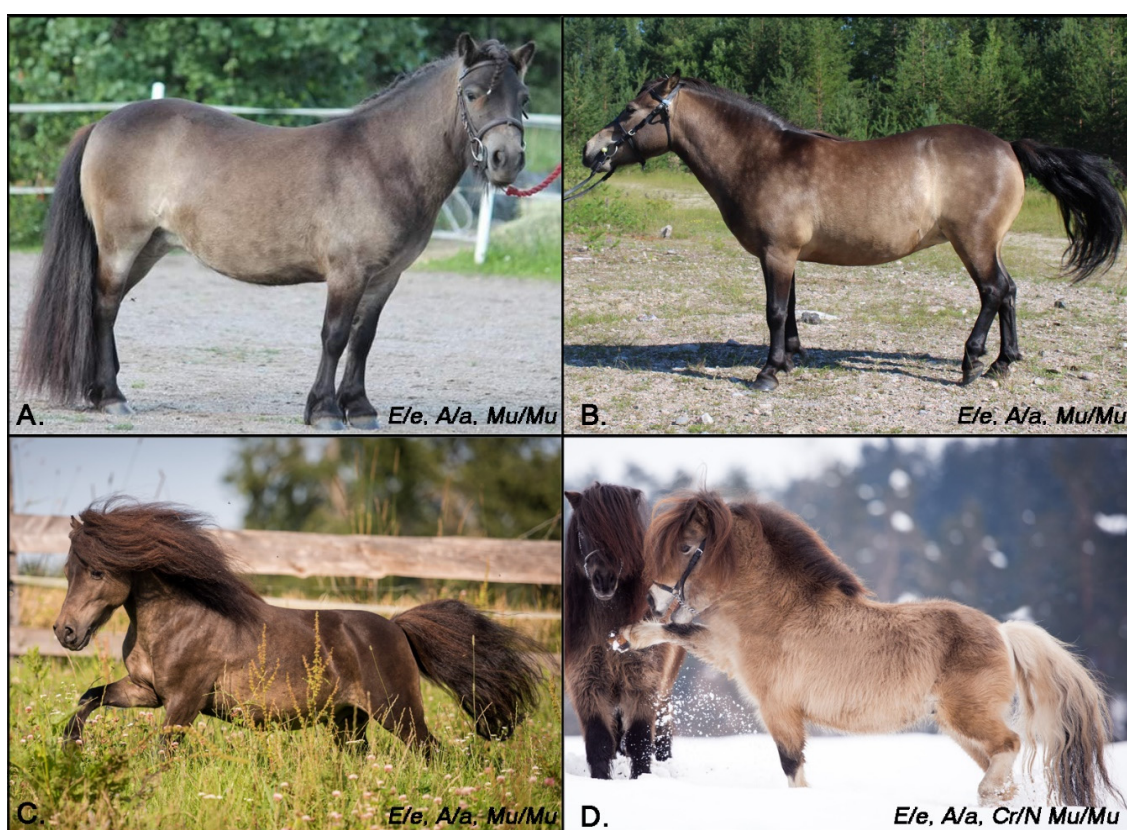 A.
E/e, A/a, Mu/Mu
B.
E/e, A/a, Mu/Mu
C.
E/e, A/a, Mu/Mu
D.
E/e, A/a, Cr/N Mu/Mu